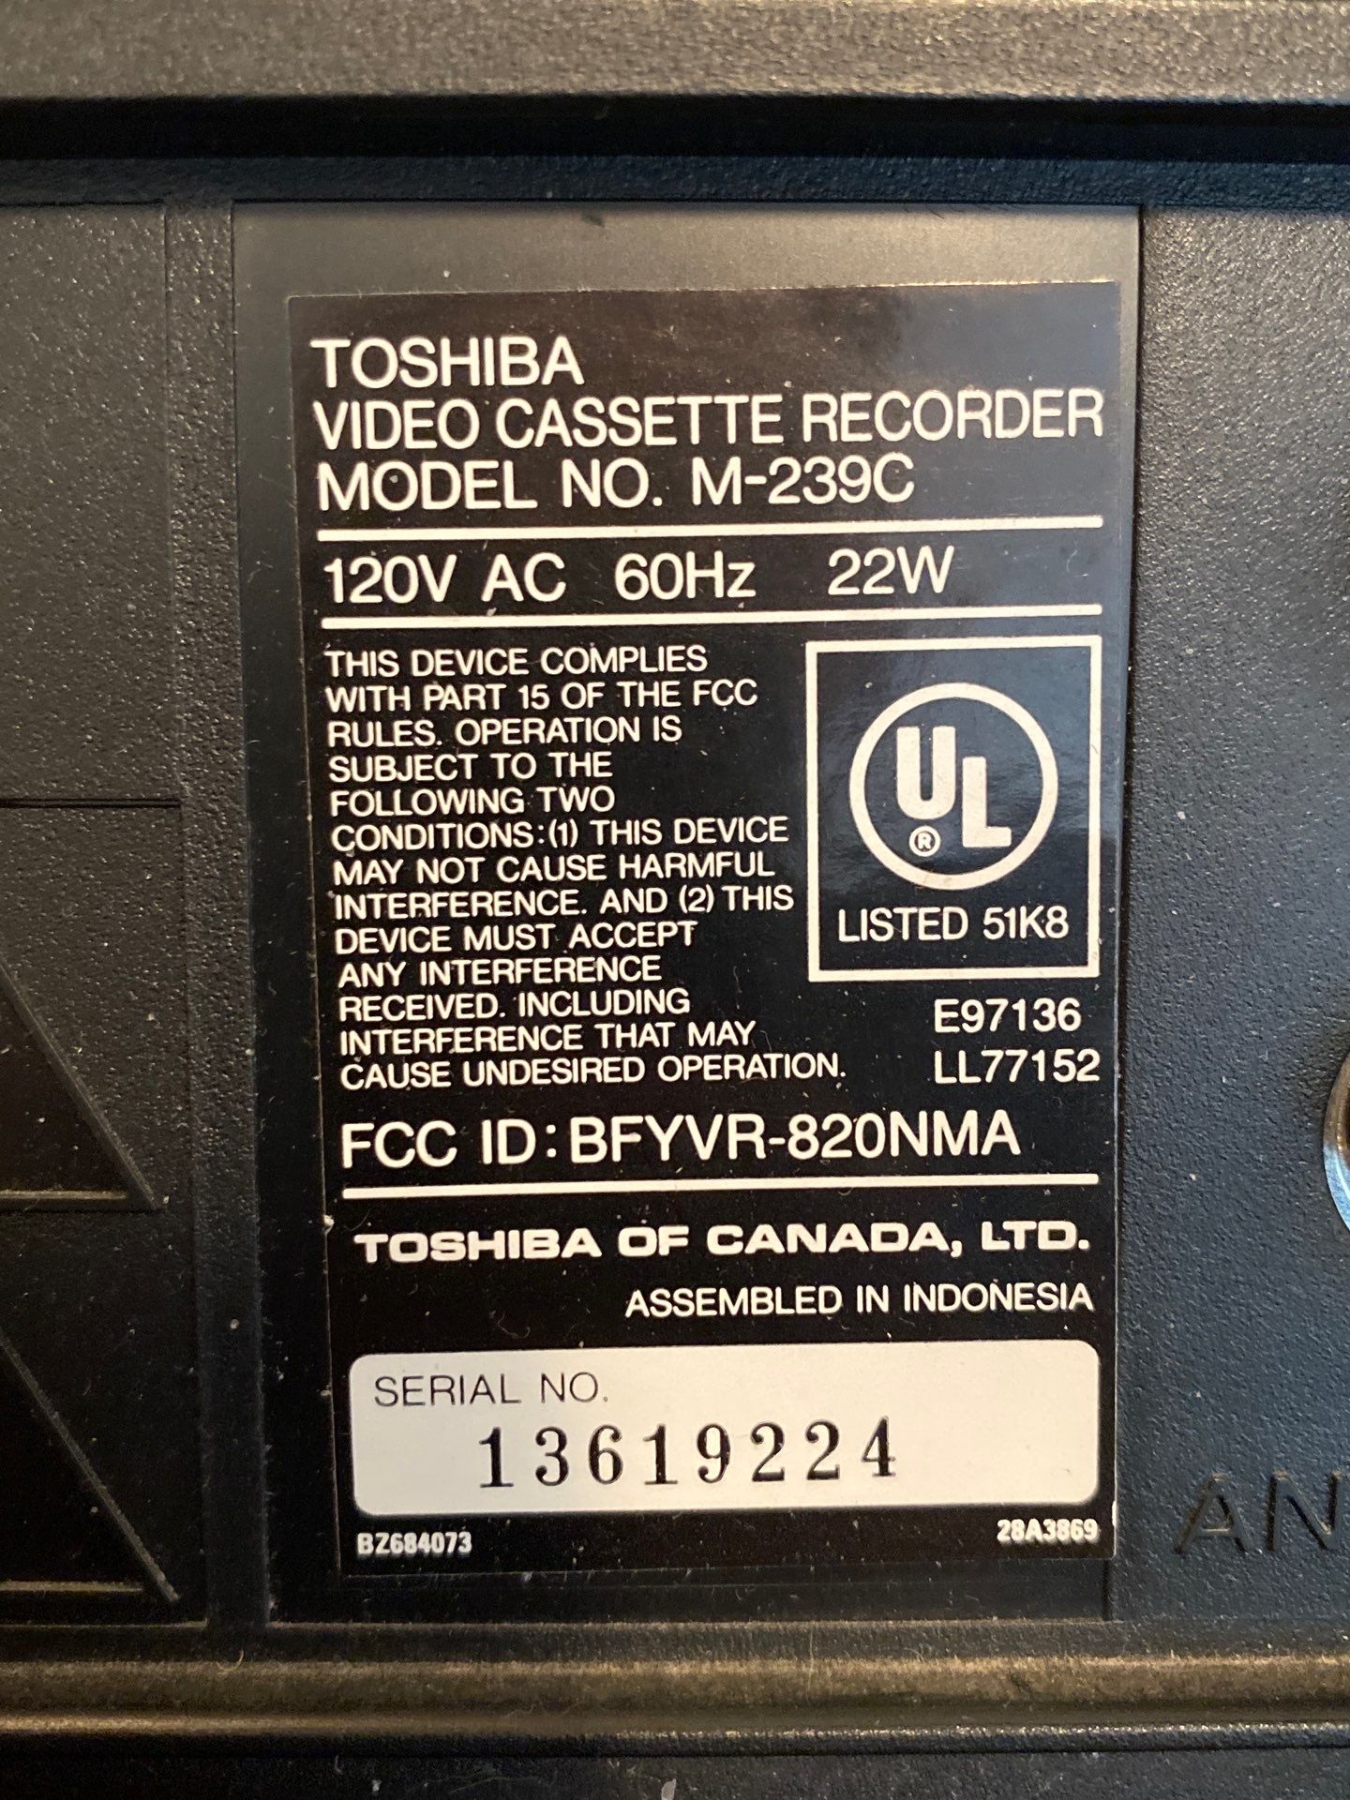 TOSHIBA
VIDEO CASSETTE RECORDER
MODEL NO. M-239C
120V AC 60Hz 22W
THIS DEVICE COMPLIES
WITH PART 15 OF THE FCC
RULES. OPERATION IS
SUBJECT TO THE
FOLLOWING TWO
CONDITIONS:(1) THIS DEVICE
MAY NOT CAUSE HARMFUL
INTERFERENCE. AND (2) THIS
DEVICE MUST ACCEPT
ANY INTERFERENCE
RECEIVED. INCLUDING
INTERFERENCE THAT MAY
CAUSE UNDESIRED OPERATION.
UL
®
LISTED 51K8
E97136
LL77152
FCC ID: BFYVR-820NMA
TOSHIBA OF CANADA, LTD.
ASSEMBLED IN INDONESIA
SERIAL NO.
13619224
BZ684073 28A3869
AN